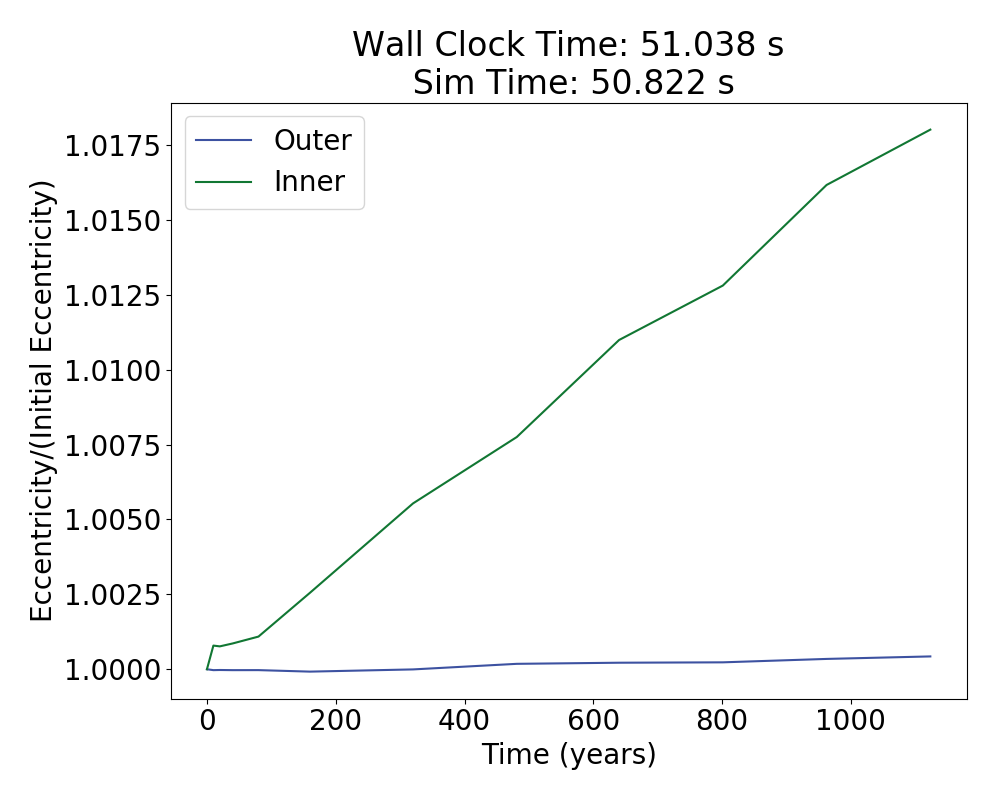 Wall Clock Time: 51.038 s
Sim Time: 50.822 s
Outer
Inner
1.0175
1.0150
1.0125
1.0100
1.0075
1.0050
1.0025
1.0000
Eccentricity/(Initial Eccentricity)
0 200 400 600 800 1000
Time (years)